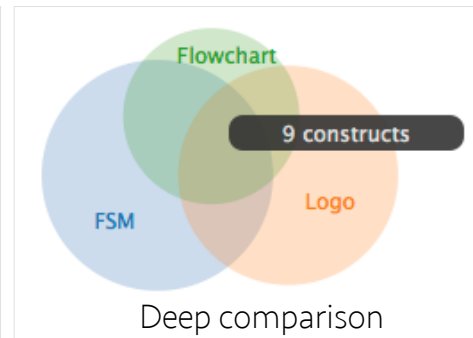 Flowchart
9 constructs
Logo
FSM
Deep comparison